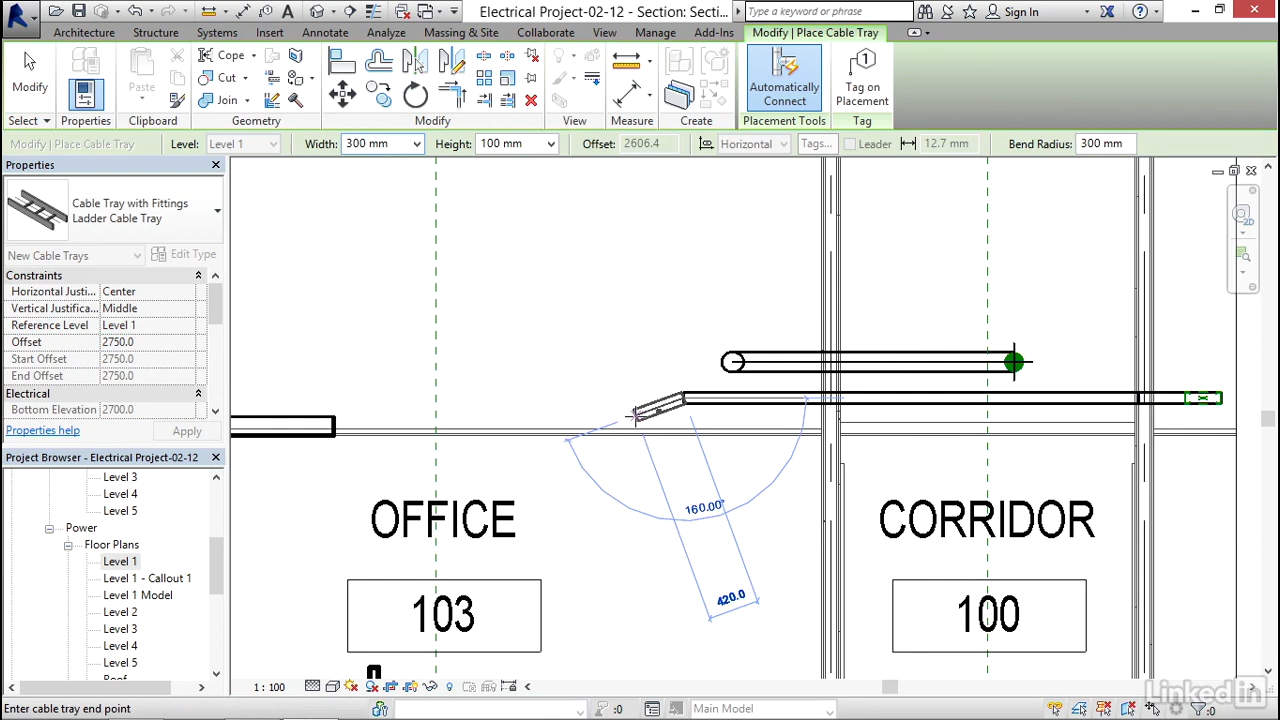 Electrical Project-02-12 - Section: Secti...
Type a keyword or phrase
Sign In
Architecture Structure Systems Insert Annotate Analyze Massing & Site Collaborate View Manage Add-Ins Modify | Place Cable Tray
Modify
Paste
Cope
Cut
Join
Automatically Connect
Tag on Placement
Select Properties Clipboard Geometry Modify View Measure Create Placement Tools Tag
Modify | Place Cable Tray Level: Level 1 Width: 300 mm Height: 100 mm Offset: 2606.4 Horizontal Tags... Leader 12.7 mm Bend Radius: 300 mm
Properties
Cable Tray with Fittings
Ladder Cable Tray
New Cable Trays Edit Type
Constraints
Horizontal Justi... Center
Vertical Justifica... Middle
Reference Level Level 1
Offset 2750.0
Start Offset 2750.0
End Offset 2750.0
Electrical
Bottom Elevation 2700.0
Properties help Apply
Project Browser - Electrical Project-02-12
Level 3
Level 4
Level 5
Power
Floor Plans
Level 1
Level 1 - Callout 1
Level 1 Model
Level 2
Level 3
Level 4
Level 5
Roof
160.00°
420.0
OFFICE
103
CORRIDOR
100
2D
1 : 100
Enter cable tray end point
:0
Main Model
:0
Linked in